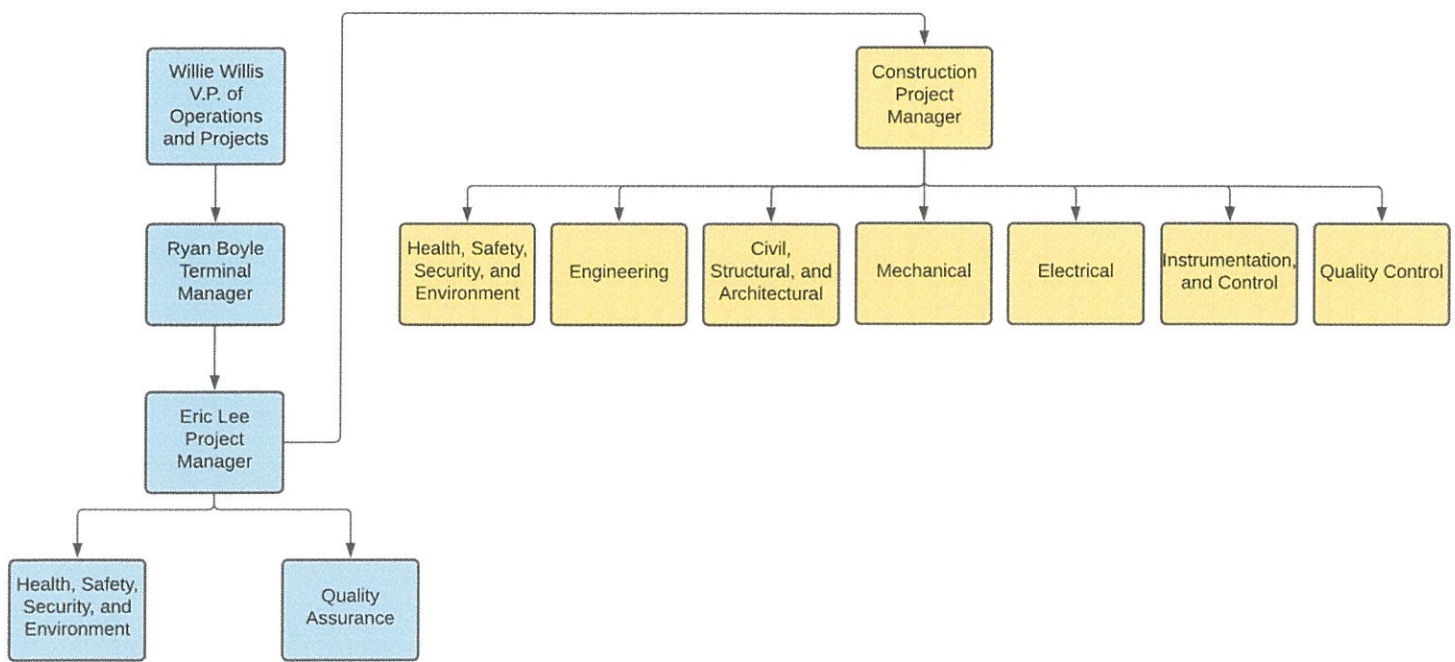 Willie Willis
V.P. of
Operations
and Projects
Construction
Project
Manager
Ryan Boyle
Terminal
Manager
Health, Safety,
Security, and
Environment
Engineering
Civil,
Structural, and
Architectural
Mechanical
Electrical
Instrumentation,
and Control
Quality Control
Eric Lee
Project
Manager
Health, Safety,
Security, and
Environment
Quality
Assurance